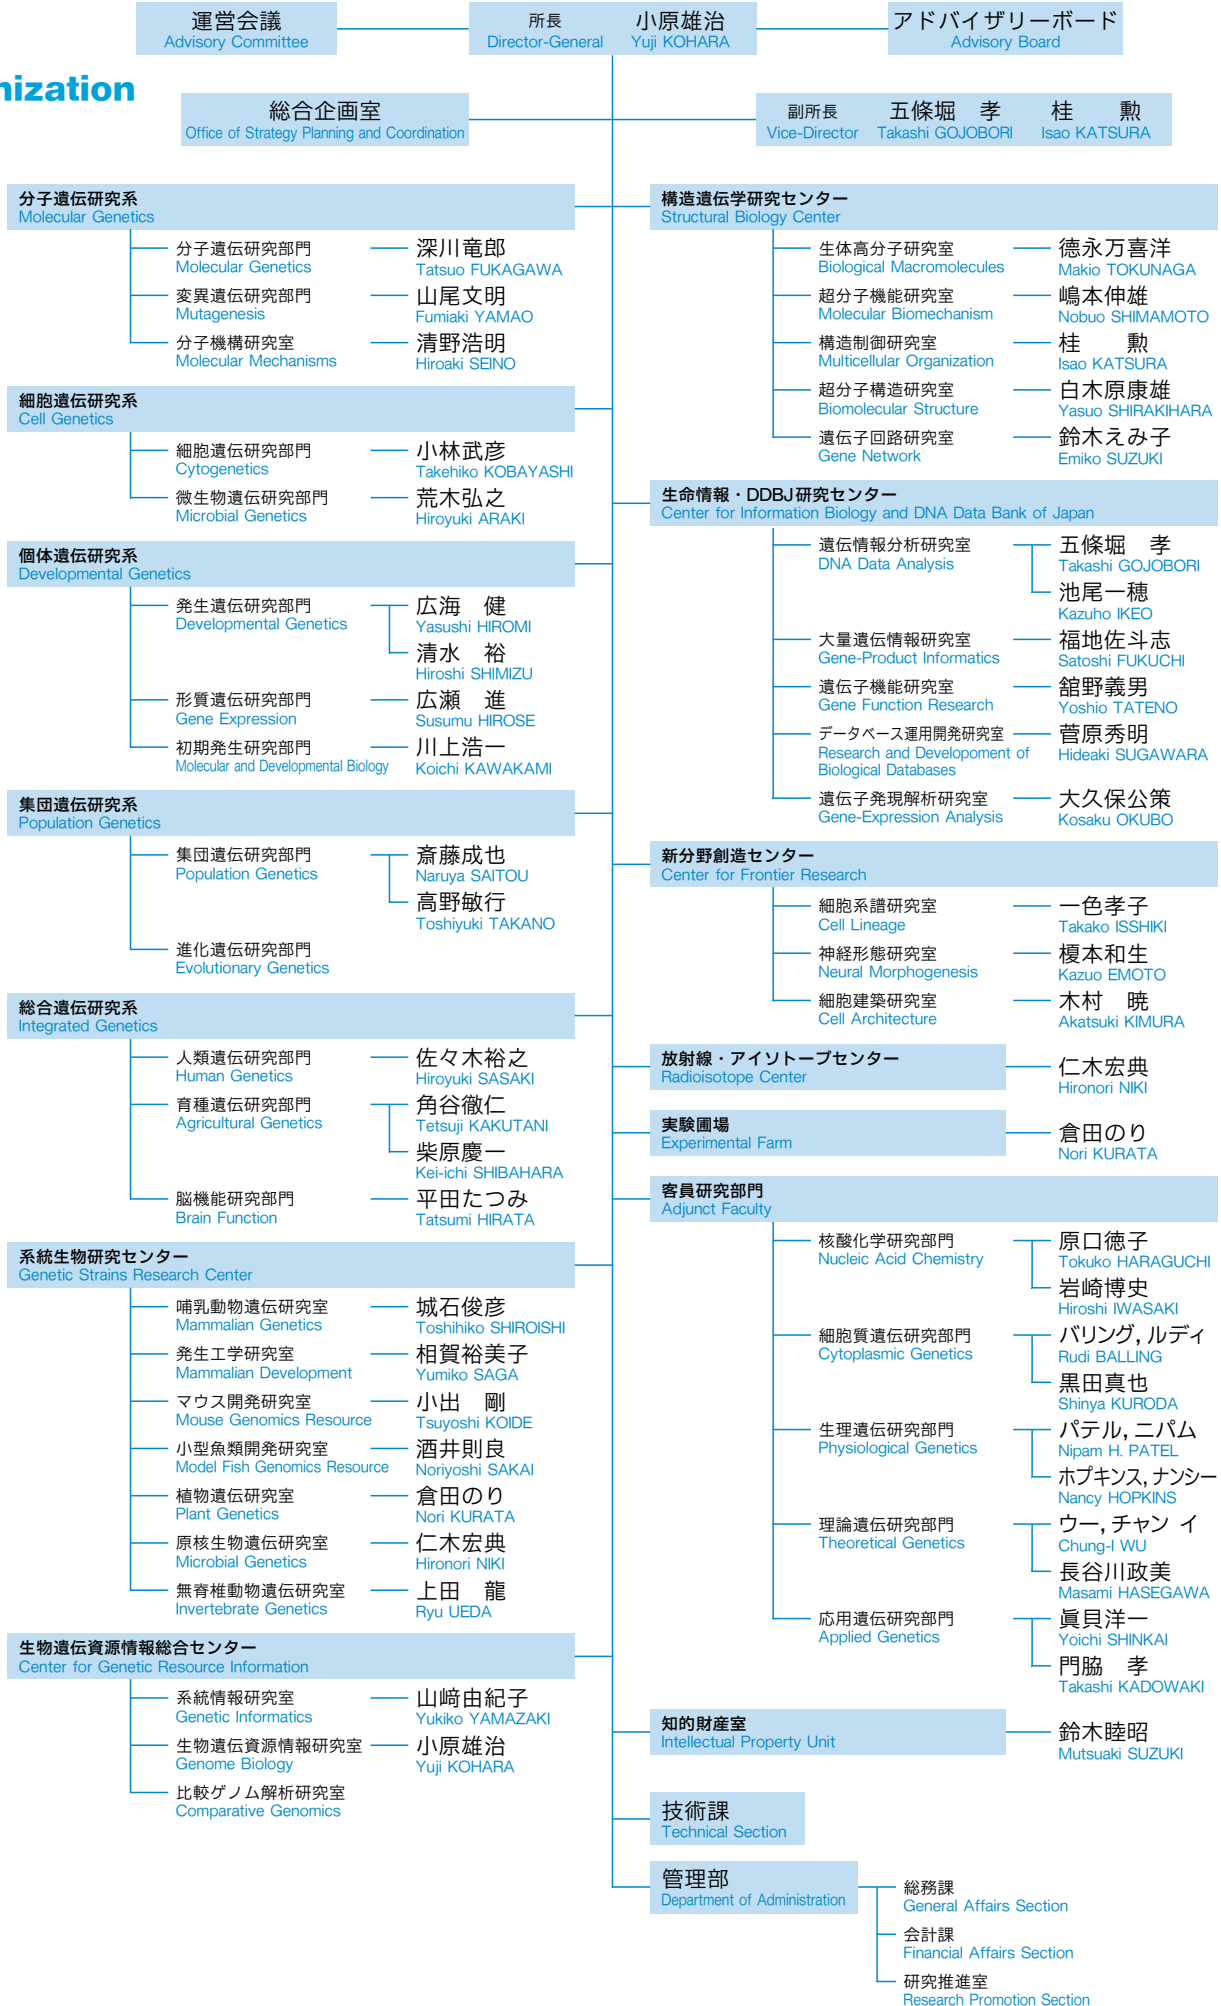 運営会議
Advisory Committee
所長 小原雄治
Director-General Yuji KOHARA
アドバイザリーボード
Advisory Board
nization
総合企画室
Office of Strategy Planning and Coordination
副所長 五條堀 孝 桂 勲
Vice-Director Takashi GOJOBORI Isao KATSURA
分子遺伝研究系
Molecular Genetics
分子遺伝研究部門 深川竜郎
Molecular Genetics Tatsuo FUKAGAWA
変異遺伝研究部門 山尾文明
Mutagenesis Fumiaki YAMAO
分子機構研究室 清野浩明
Molecular Mechanisms Hiroaki SEINO
細胞遺伝研究系
Cell Genetics
細胞遺伝研究部門 小林武彦
Cytogenetics Takehiko KOBAYASHI
微生物遺伝研究部門 荒木弘之
Microbial Genetics Hiroyuki ARAKI
個体遺伝研究系
Developmental Genetics
発生遺伝研究部門 広海 健
Developmental Genetics Yasushi HIROMI
清水 裕
Hiroshi SHIMIZU
形質遺伝研究部門 広瀬 進
Gene Expression Susumu HIROSE
初期発生研究部門 川上浩一
Molecular and Developmental Biology Koichi KAWAKAMI
集団遺伝研究系
Population Genetics
集団遺伝研究部門 斎藤成也
Population Genetics Naruya SAITOU
高野敏行
Toshiyuki TAKANO
進化遺伝研究部門
Evolutionary Genetics
総合遺伝研究系
Integrated Genetics
人類遺伝研究部門 佐々木裕之
Human Genetics Hiroyuki SASAKI
育種遺伝研究部門 角谷徹仁
Agricultural Genetics Tetsuji KAKUTANI
柴原慶一
Kei-ichi SHIBAHARA
脳機能研究部門 平田たつみ
Brain Function Tatsumi HIRATA
系統生物研究センター
Genetic Strains Research Center
哺乳動物遺伝研究室 城石俊彦
Mammalian Genetics Toshihiko SHIROISHI
発生工学研究室 相賀裕美子
Mammalian Development Yumiko SAGA
マウス開発研究室 小出 剛
Mouse Genomics Resource Tsuyoshi KOIDE
小型魚類開発研究室 酒井則良
Model Fish Genomics Resource Noriyoshi SAKAI
植物遺伝研究室 倉田のり
Plant Genetics Nori KURATA
原核生物遺伝研究室 仁木宏典
Microbial Genetics Hironori NIKI
無脊椎動物遺伝研究室 上田 龍
Invertebrate Genetics Ryu UEDA
生物遺伝資源情報総合センター
Center for Genetic Resource Information
系統情報研究室 山﨑由紀子
Genetic Informatics Yukiko YAMAZAKI
生物遺伝資源情報研究室 小原雄治
Genome Biology Yuji KOHARA
比較ゲノム解析研究室
Comparative Genomics
構造遺伝学研究センター
Structural Biology Center
生体高分子研究室 德永万喜洋
Biological Macromolecules Makio TOKUNAGA
超分子機能研究室 嶋本伸雄
Molecular Biomechanism Nobuo SHIMAMOTO
構造制御研究室 桂 勲
Multicellular Organization Isao KATSURA
超分子構造研究室 白木原康雄
Biomolecular Structure Yasuo SHIRAKIHARA
遺伝子回路研究室 鈴木えみ子
Gene Network Emiko SUZUKI
生命情報・DDBJ研究センター
Center for Information Biology and DNA Data Bank of Japan
遺伝情報分析研究室 五條堀 孝
DNA Data Analysis Takashi GOJOBORI
池尾一穂
Kazuho IKEO
大量遺伝情報研究室 福地佐斗志
Gene-Product Informatics Satoshi FUKUCHI
遺伝子機能研究室 舘野義男
Gene Function Research Yoshio TATENO
データベース運用開発研究室 菅原秀明
Research and Developoment of Hideaki SUGAWARA
Biological Databases
遺伝子発現解析研究室 大久保公策
Gene-Expression Analysis Kosaku OKUBO
新分野創造センター
Center for Frontier Research
細胞系譜研究室 一色孝子
Cell Lineage Takako ISSHIKI
神経形態研究室 榎本和生
Neural Morphogenesis Kazuo EMOTO
細胞建築研究室 木村 暁
Cell Architecture Akatsuki KIMURA
放射線・アイソトープセンター 仁木宏典
Radioisotope Center Hironori NIKI
実験圃場 倉田のり
Experimental Farm Nori KURATA
客員研究部門
Adjunct Faculty
核酸化学研究部門 原口徳子
Nucleic Acid Chemistry Tokuko HARAGUCHI
岩崎博史
Hiroshi IWASAKI
細胞質遺伝研究部門 バリング，ルディ
Cytoplasmic Genetics Rudi BALLING
黒田真也
Shinya KURODA
生理遺伝研究部門 パテル，ニパム
Physiological Genetics Nipam H. PATEL
ホプキンス，ナンシー
Nancy HOPKINS
理論遺伝研究部門 ウー，チャン イ
Theoretical Genetics Chung-I WU
長谷川政美
Masami HASEGAWA
応用遺伝研究部門 眞貝洋一
Applied Genetics Yoichi SHINKAI
門脇 孝
Takashi KADOWAKI
知的財産室 鈴木睦昭
Intellectual Property Unit Mutsuaki SUZUKI
技術課
Technical Section
管理部
Department of Administration
総務課
General Affairs Section
会計課
Financial Affairs Section
研究推進室
Research Promotion Section